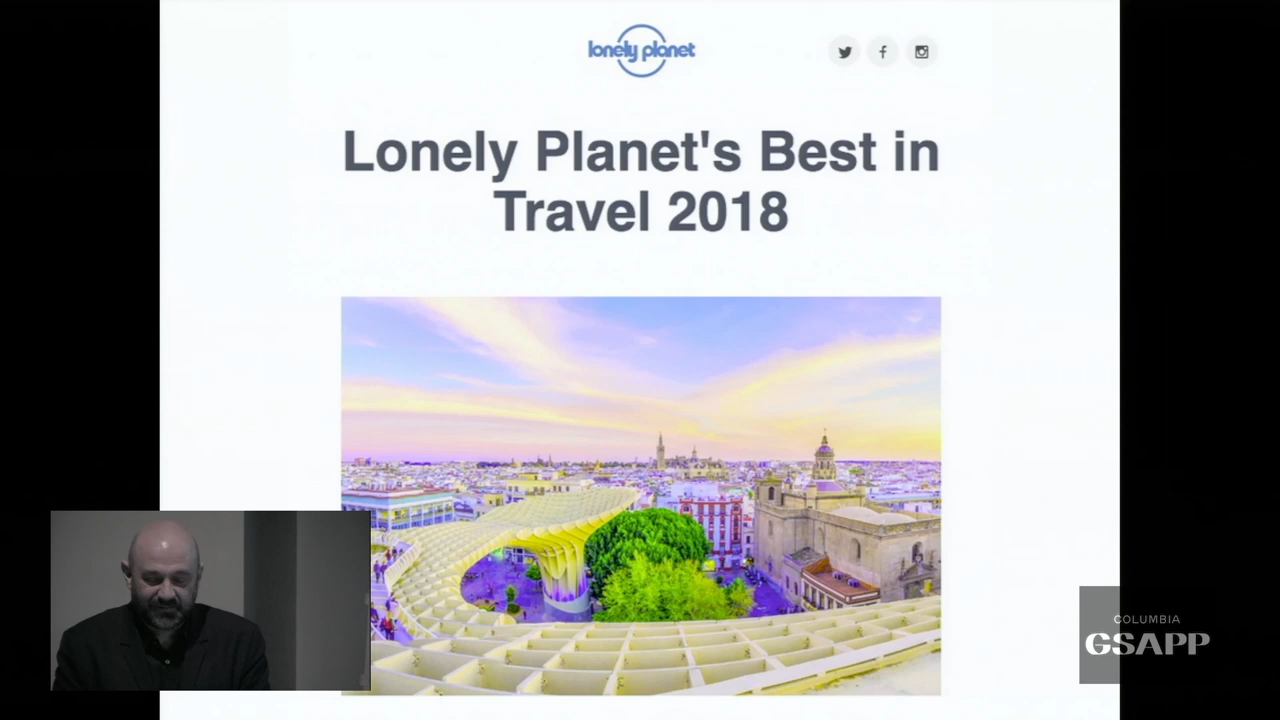 lonely planet
Lonely Planet's Best in
Travel 2018
COLUMBIA
GSAPP